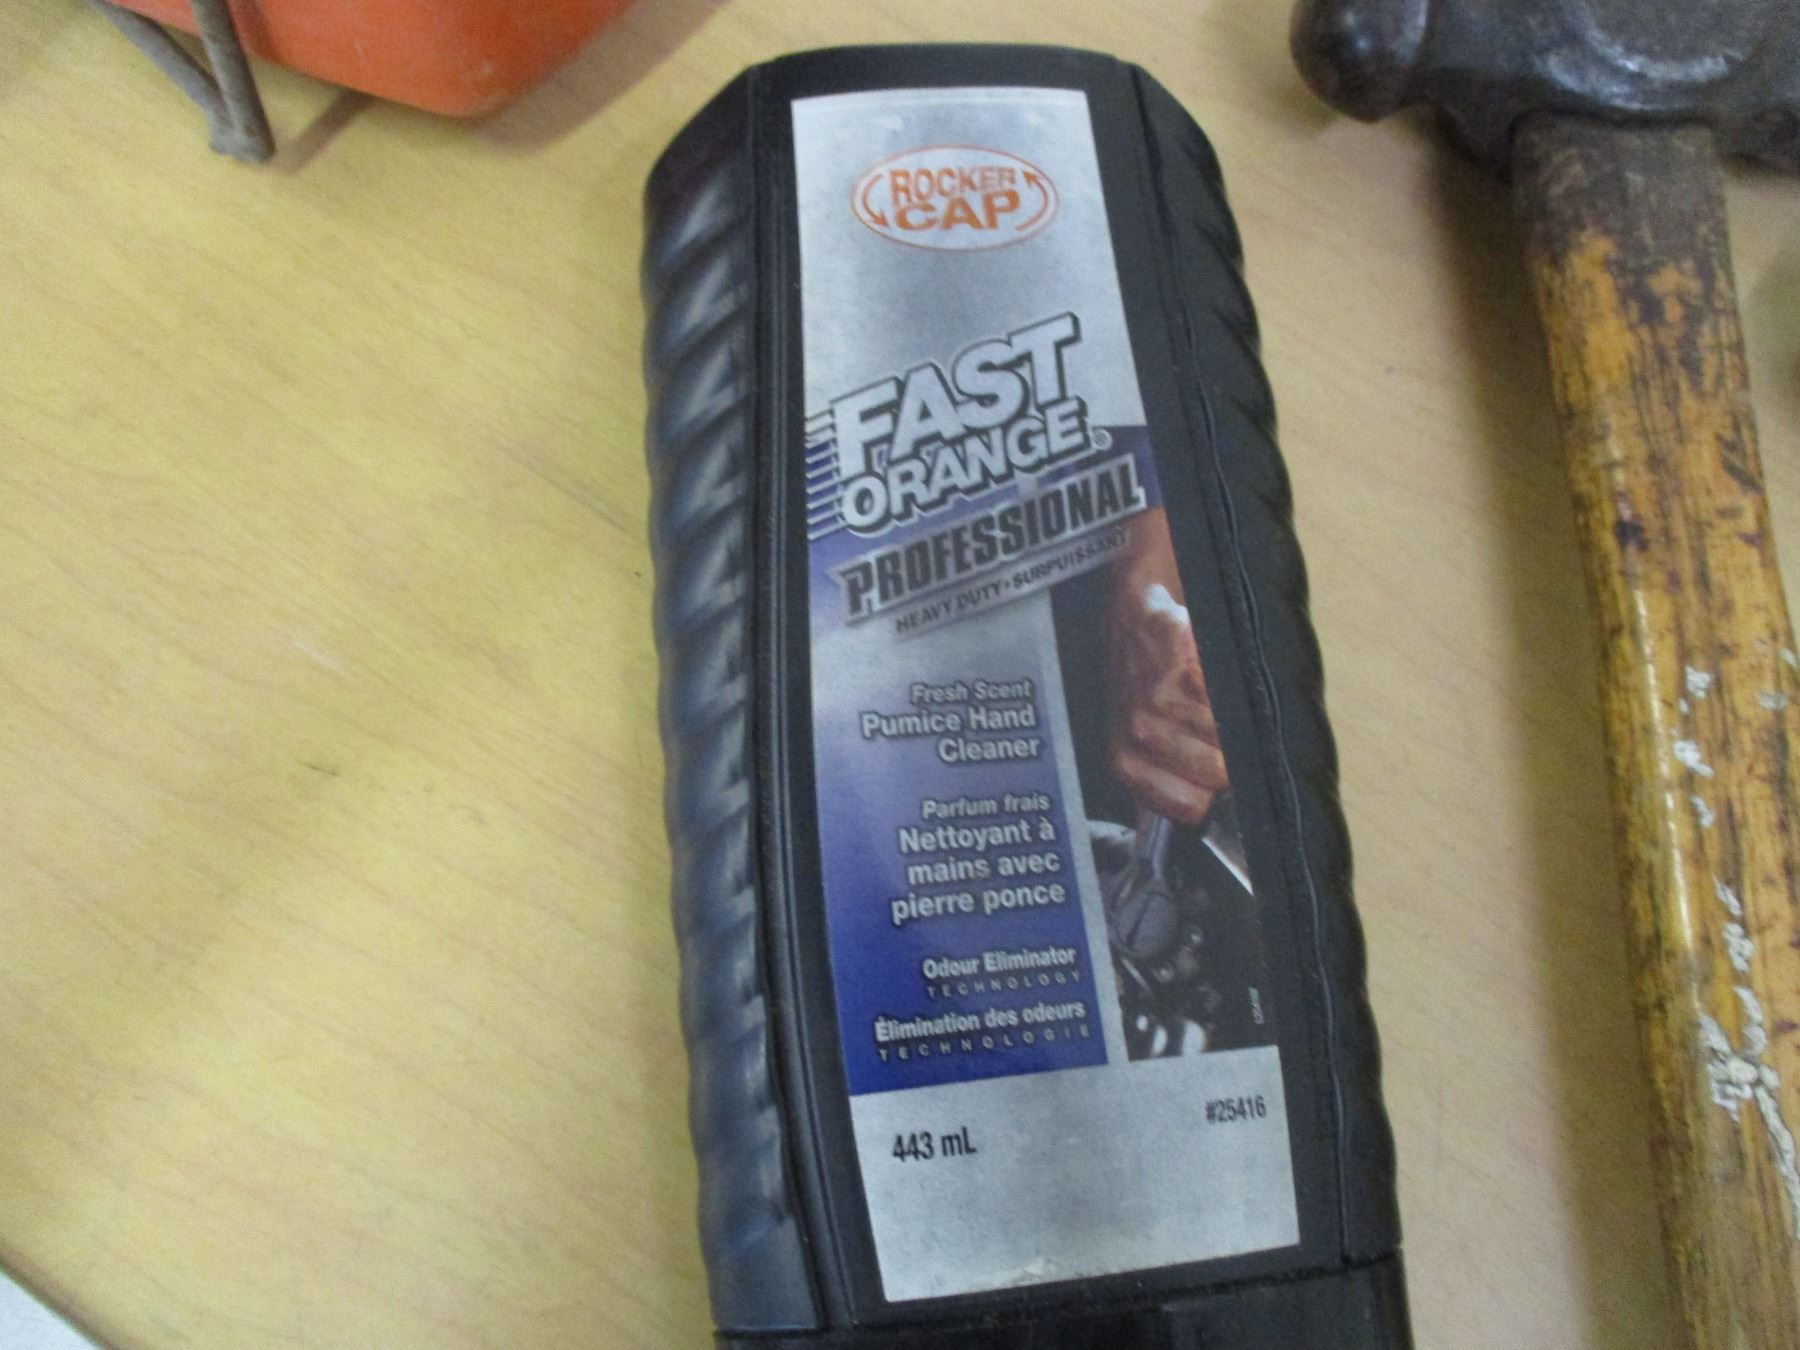 ROCKER
CAP
FAST
ORANGE®
PROFESSIONAL
HEAVY DUTY • SURPUISSANT
Fresh Scent
Pumice Hand
Cleaner
Parfum frais
Nettoyant à
mains avec
pierre ponce
Odour Eliminator
TECHNOLOGY
Élimination des odeurs
TECHNOLOGIE
443 mL
#25416